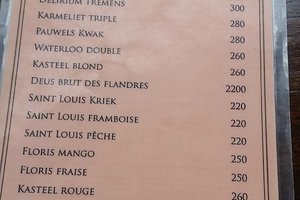 Delirium Tremens 300
Karmeliet triple 280
Pauwels Kwak 280
Waterloo double 260
Kasteel blond 260
Deus brut des flandres 2200
Saint Louis Kriek 220
Saint Louis framboise 220
Saint Louis pêche 220
Floris mango 250
Floris fraise 250
Kasteel rouge 260